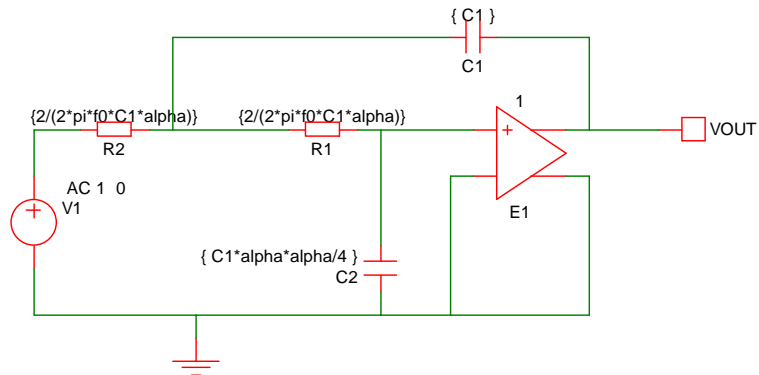 { C1 }
C1
{2/(2*pi*f0*C1*alpha)}
{2/(2*pi*f0*C1*alpha)}
1
+
VOUT
R2
R1
AC 1 0
V1
+
E1
{ C1*alpha*alpha/4 }
C2